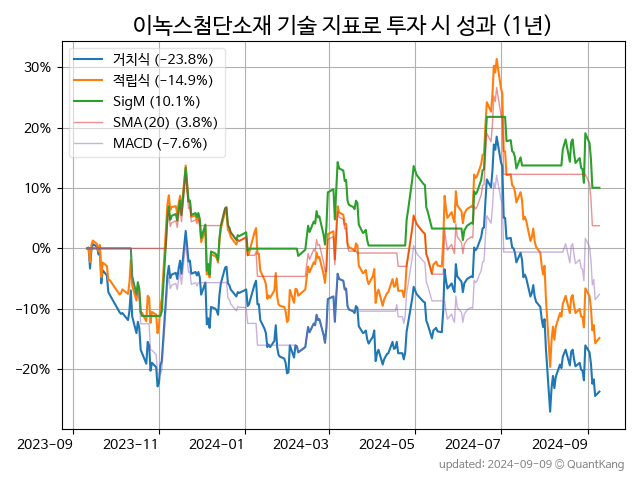 이녹스첨단소재 기술 지표로 투자 시 성과 (1년)
거치식 (−23.8%)
적립식 (−14.9%)
SigM (10.1%)
SMA(20) (3.8%)
MACD (−7.6%)
30%
20%
10%
0%
−10%
−20%
2023-09 2023-11 2024-01 2024-03 2024-05 2024-07 2024-09
updated: 2024-09-09 © QuantKang